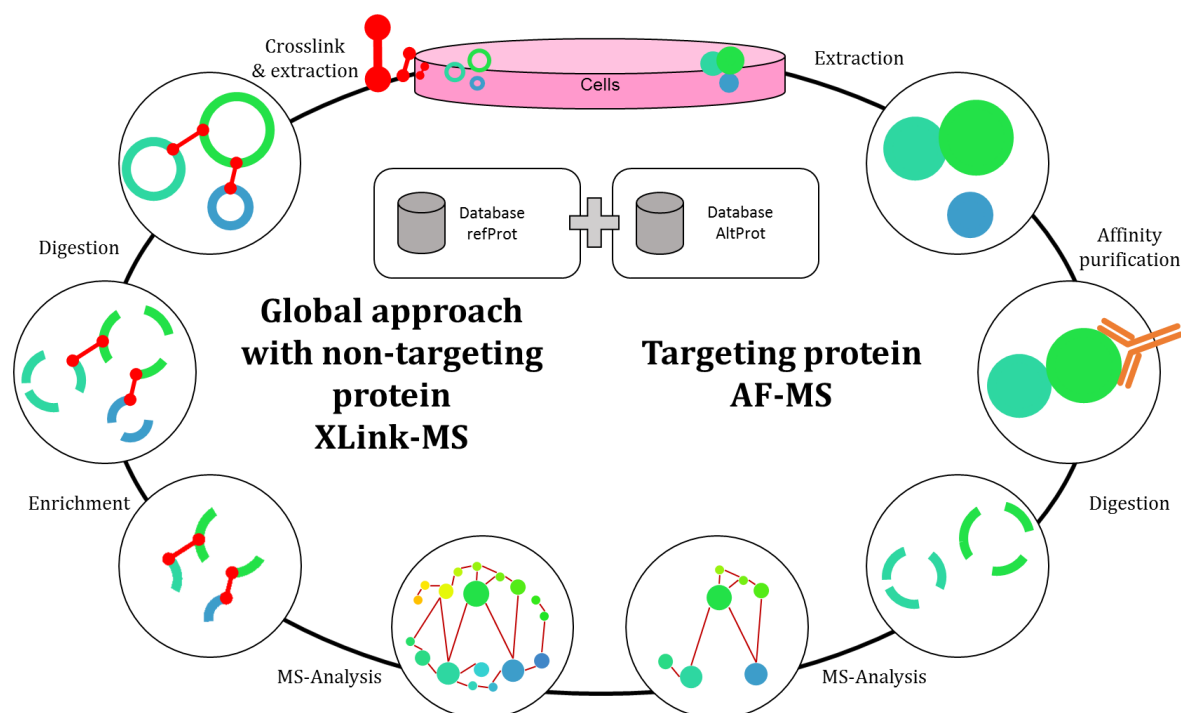 Crosslink
& extraction
Cells
Extraction
Database
refProt
Database
AltProt
Digestion
Affinity
purification
Global approach
with non-targeting
protein
XLink-MS
Targeting protein
AF-MS
Enrichment
Digestion
MS-Analysis
MS-Analysis